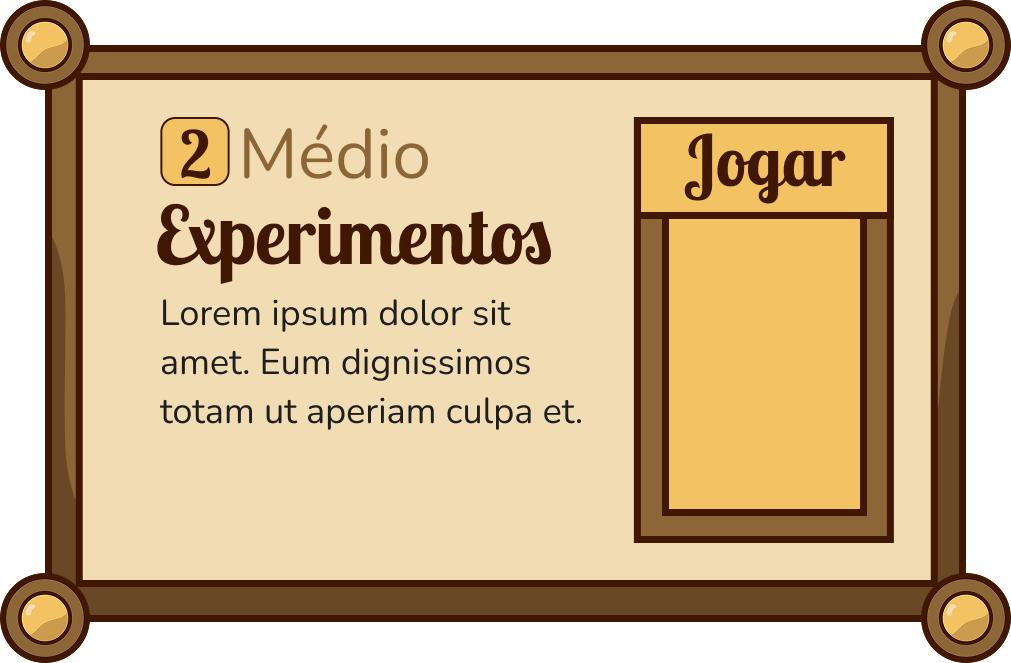 2 Médio
Experimentos
Lorem ipsum dolor sit
amet. Eum dignissimos
totam ut aperiam culpa et.
Jogar